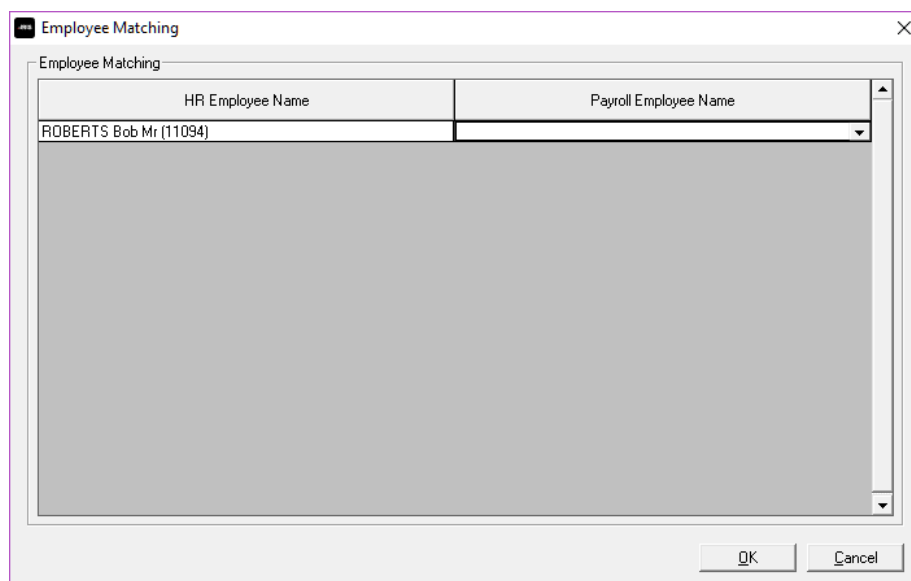 Employee Matching
Employee Matching
HR Employee Name
Payroll Employee Name
ROBERTS Bob Mr (11094)
OK
Cancel